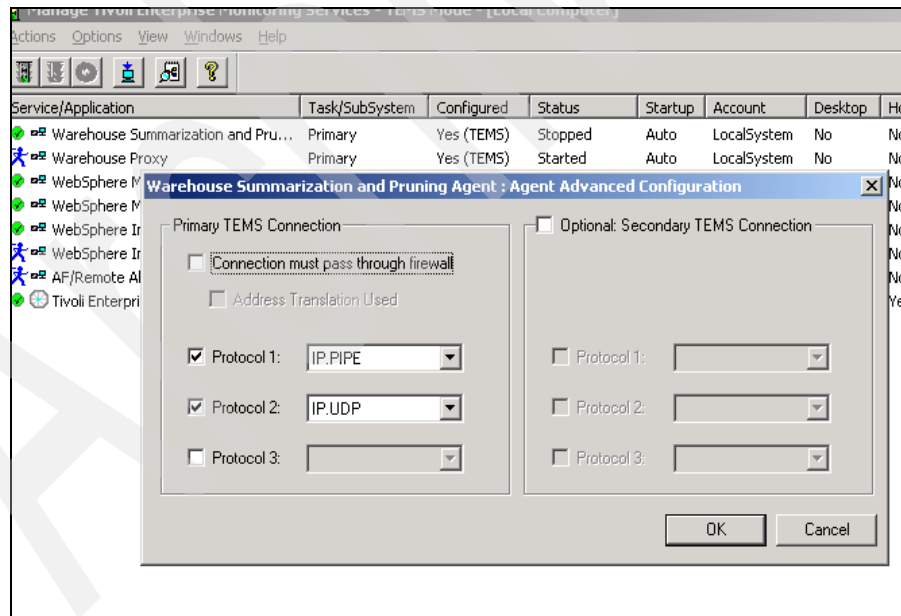 Manage Tivoli Enterprise Monitoring Services - TEMS Mode - [Local Computer]
Actions Options View Windows Help
Service/Application Task/SubSystem Configured Status Startup Account Desktop
Warehouse Summarization and Pru... Primary Yes (TEMS) Stopped Auto LocalSystem No
Warehouse Proxy Primary Yes (TEMS) Started Auto LocalSystem No
WebSphere M
WebSphere M
WebSphere In
WebSphere In
AF/Remote Al
Tivoli Enterpri
Warehouse Summarization and Pruning Agent : Agent Advanced Configuration
Primary TEMS Connection
Connection must pass through firewall
Address Translation Used
Protocol 1: IP.PIPE
Protocol 2: IP.UDP
Protocol 3:
Optional: Secondary TEMS Connection
Protocol 1:
Protocol 2:
Protocol 3:
OK Cancel